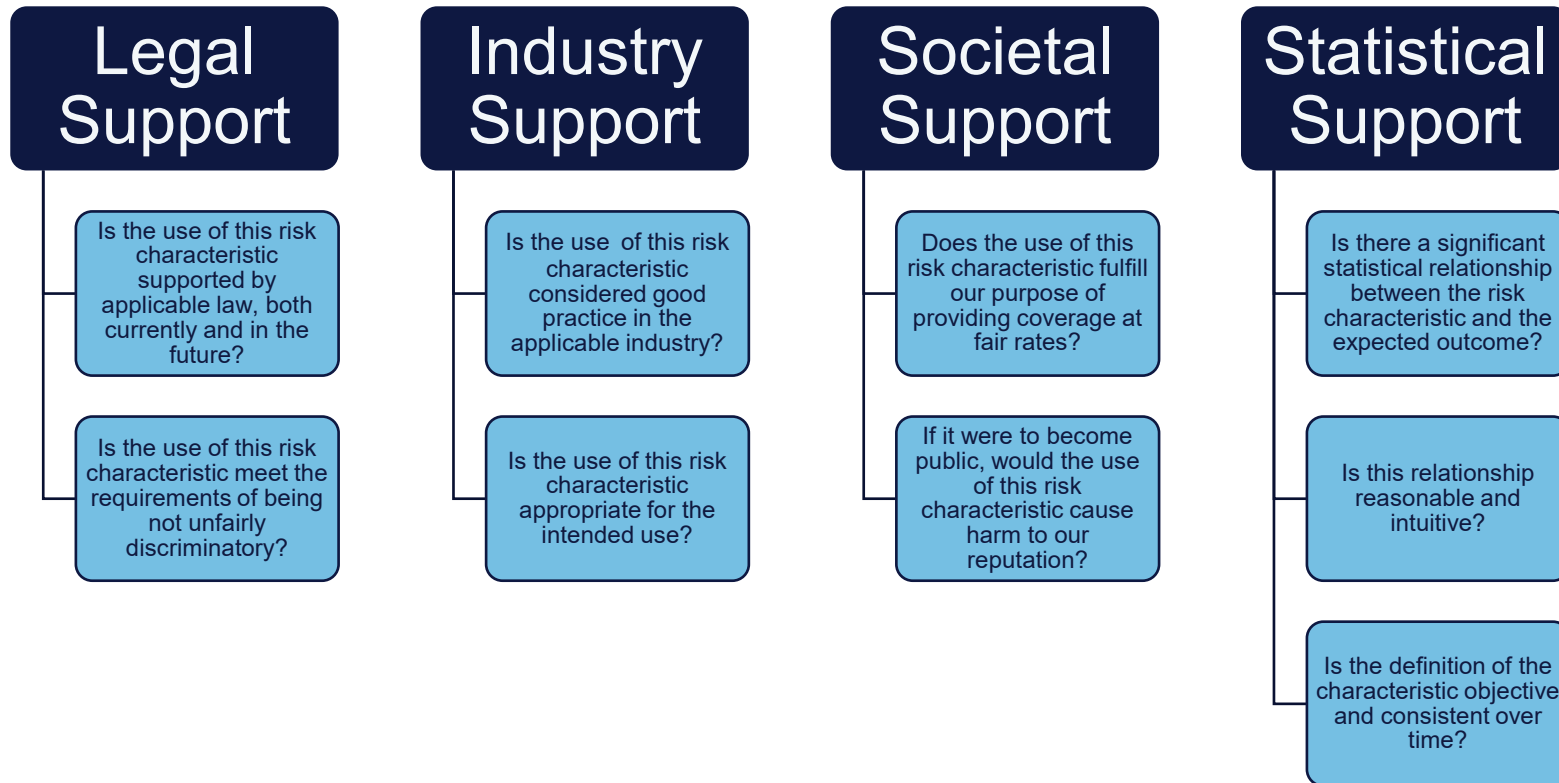 Legal
Support
Is the use of this risk
characteristic
supported by
applicable law, both
currently and in the
future?
Is the use of this risk
characteristic meet the
requirements of being
not unfairly
discriminatory?
Industry
Support
Is the use of this risk
characteristic
considered good
practice in the
applicable industry?
Is the use of this risk
characteristic
appropriate for the
intended use?
Societal
Support
Does the use of this
risk characteristic fulfill
our purpose of
providing coverage at
fair rates?
If it were to become
public, would the use
of this risk
characteristic cause
harm to our
reputation?
Statistical
Support
Is there a significant
statistical relationship
between the risk
characteristic and the
expected outcome?
Is this relationship
reasonable and
intuitive?
Is the definition of the
characteristic objective
and consistent over
time?